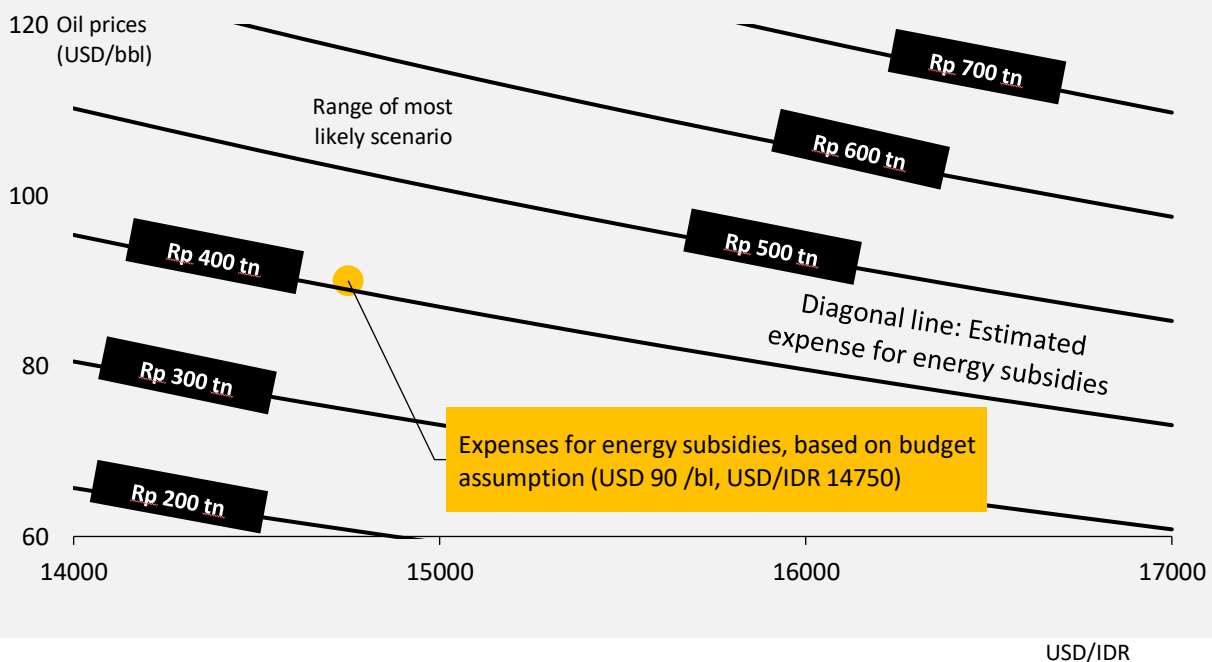 120
Oil prices
(USD/bbl)
Rp 700 tn
Range of most
likely scenario
Rp 600 tn
100
Rp 500 tn
Rp 400 tn
Diagonal line: Estimated
expense for energy subsidies
80
Rp 300 tn
Expenses for energy subsidies, based on budget
assumption (USD 90 /bl, USD/IDR 14750)
Rp 200 tn
60
14000
15000
16000
17000
USD/IDR